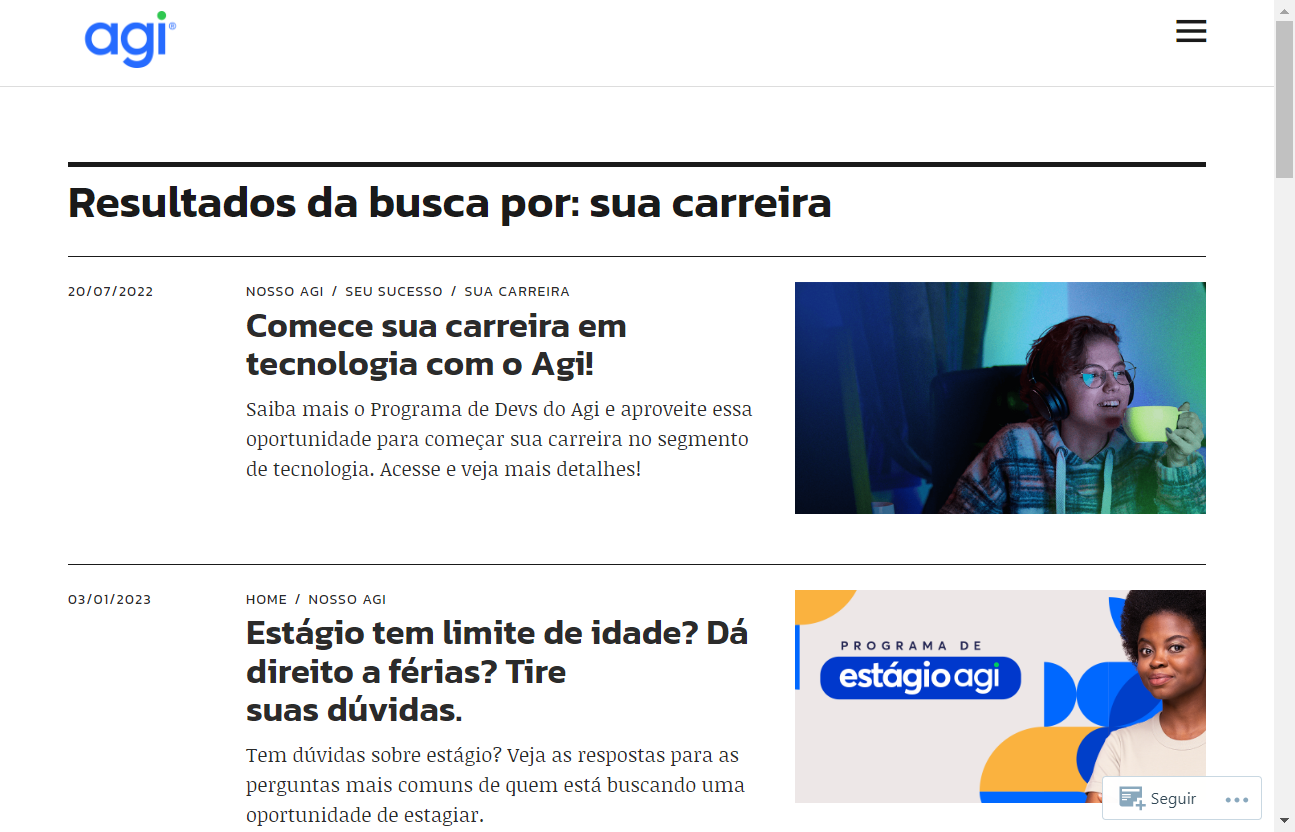 agi®
Resultados da busca por: sua carreira
20/07/2022
NOSSO AGI / SEU SUCESSO / SUA CARREIRA
Comece sua carreira em
tecnologia com o Agi!
Saiba mais o Programa de Devs do Agi e aproveite essa
oportunidade para começar sua carreira no segmento
de tecnologia. Acesse e veja mais detalhes!
03/01/2023
HOME / NOSSO AGI
Estágio tem limite de idade? Dá
direito a férias? Tire
suas dúvidas.
Tem dúvidas sobre estágio? Veja as respostas para as
perguntas mais comuns de quem está buscando uma
oportunidade de estagiar.
PROGRAMA DE
estágio agi
Seguir